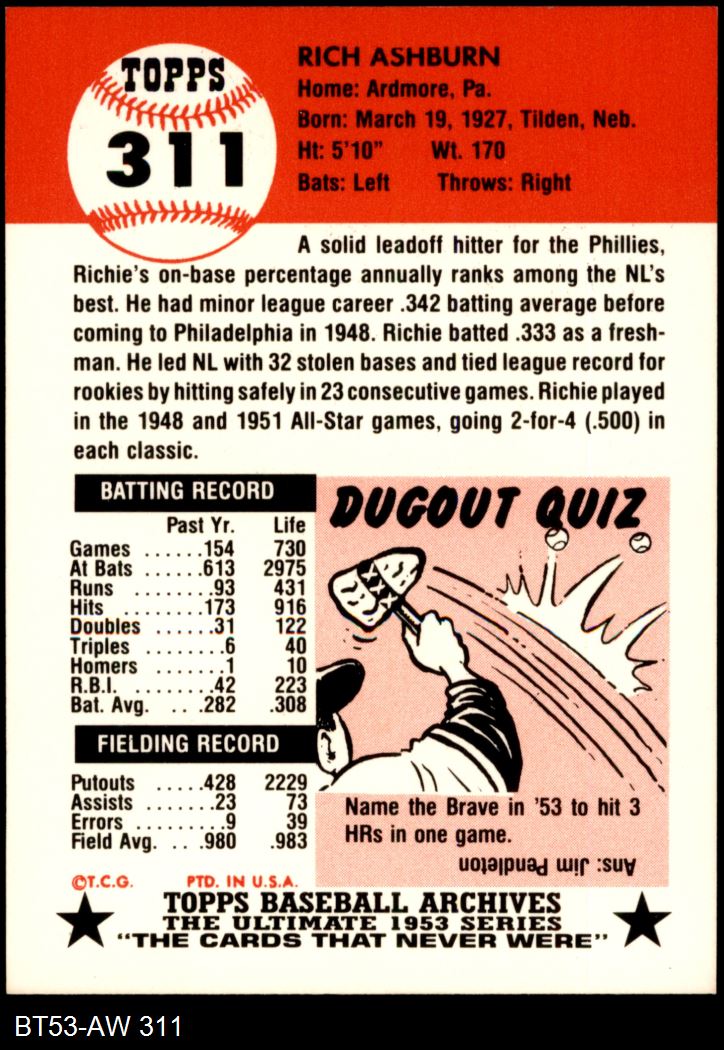 TOPPS
311
RICH ASHBURN
Home: Ardmore, Pa.
Born: March 19, 1927, Tilden, Neb.
Ht: 5'10" Wt. 170
Bats: Left Throws: Right
A solid leadoff hitter for the Phillies,
Richie's on-base percentage annually ranks among the NL's
best. He had minor league career .342 batting average before
coming to Philadelphia in 1948. Richie batted .333 as a fresh-
man. He led NL with 32 stolen bases and tied league record for
rookies by hitting safely in 23 consecutive games. Richie played
in the 1948 and 1951 All-Star games, going 2-for-4 (.500) in
each classic.
BATTING RECORD
Past Yr. Life
Games ......154 730
At Bats ......613 2975
Runs ........93 431
Hits ........173 916
Doubles ......31 122
Triples ........6 40
Homers ........1 10
R.B.I. ........42 223
Bat. Avg. ...282 .308
FIELDING RECORD
Putouts .....428 2229
Assists .......23 73
Errors .........9 39
Field Avg. ...980 .983
DUGOUT QUIZ
Name the Brave in '53 to hit 3
HRs in one game.
Ans: Jim Pendleton
©T.C.G. PTD. IN U.S.A.
TOPPS BASEBALL ARCHIVES
THE ULTIMATE 1953 SERIES
"THE CARDS THAT NEVER WERE"
BT53-AW 311